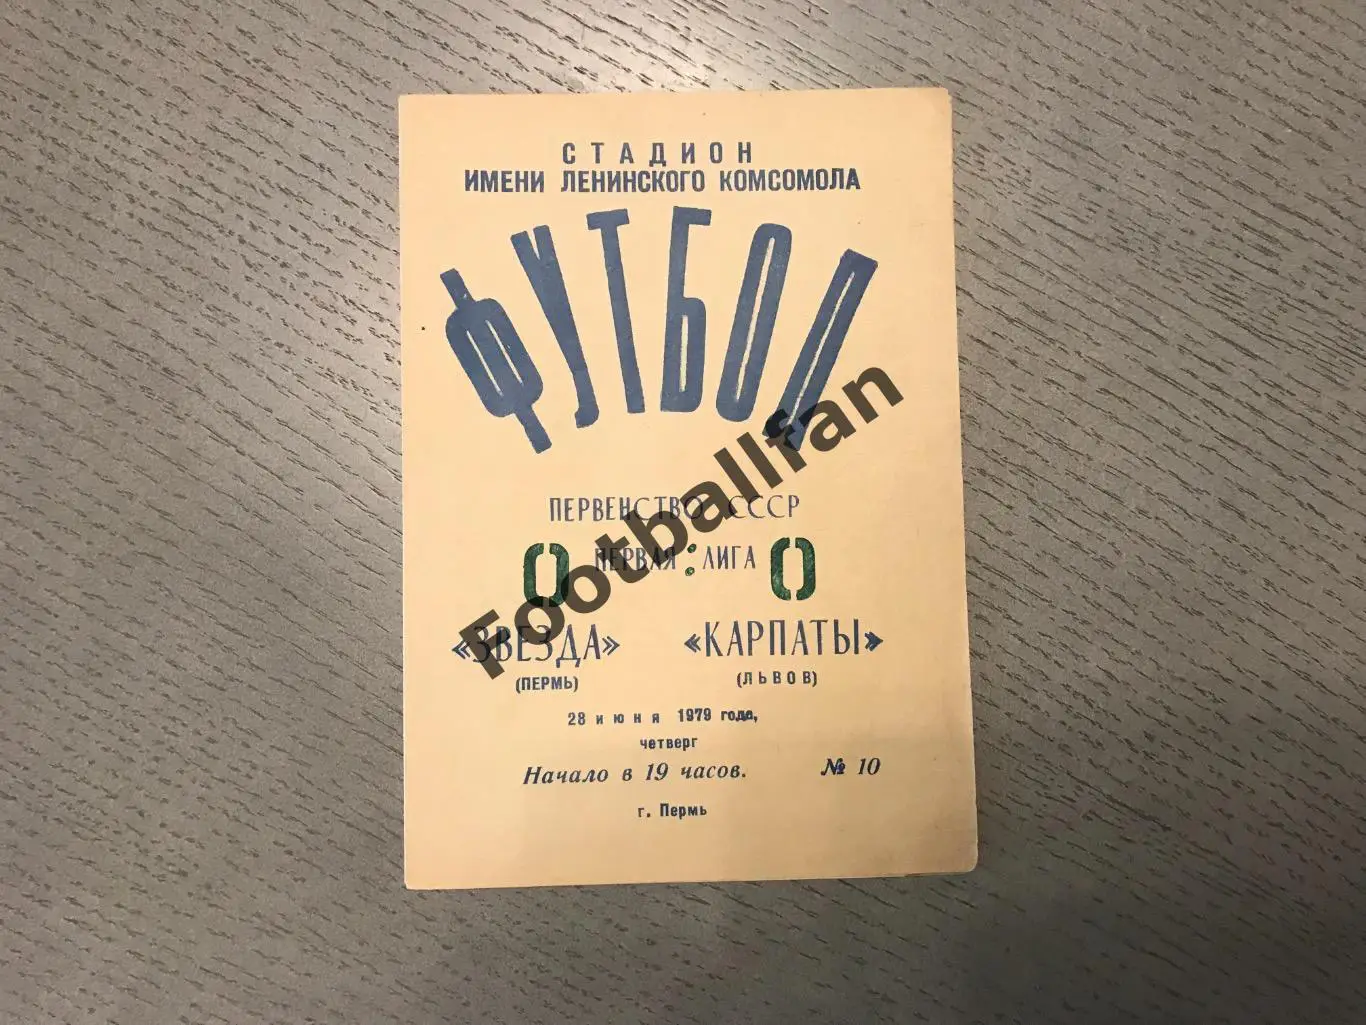 СТАДИОН
ИМЕНИ ЛЕНИНСКОГО КОМСОМОЛА
ФУТБОЛ
ПЕРВЕНСТВО СССР
0 ПЕРВАЯ : ЛИГА 0
«ЗВЕЗДА» «КАРПАТЫ»
(ПЕРМЬ) (ЛЬВОВ)
28 июня 1979 года,
четверг
Начало в 19 часов. № 10
г. Пермь
Footballfan